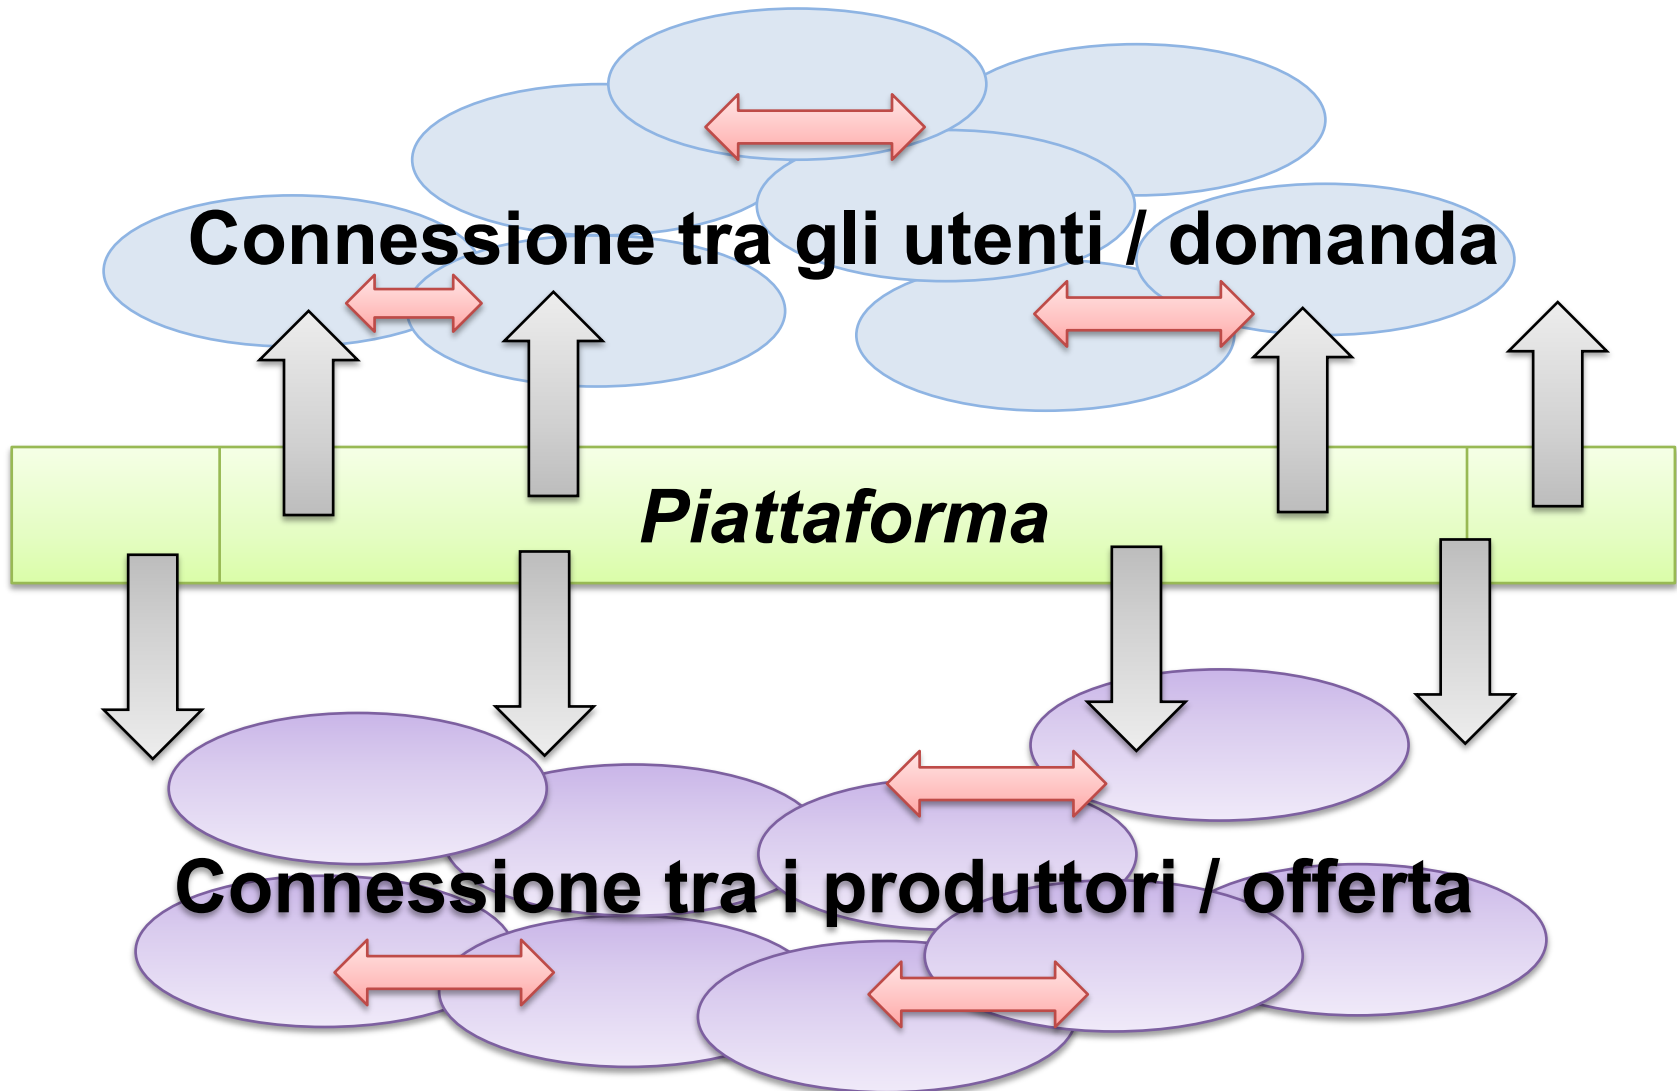 Connessione tra gli utenti / domanda
Piattaforma
Connessione tra i produttori / offerta